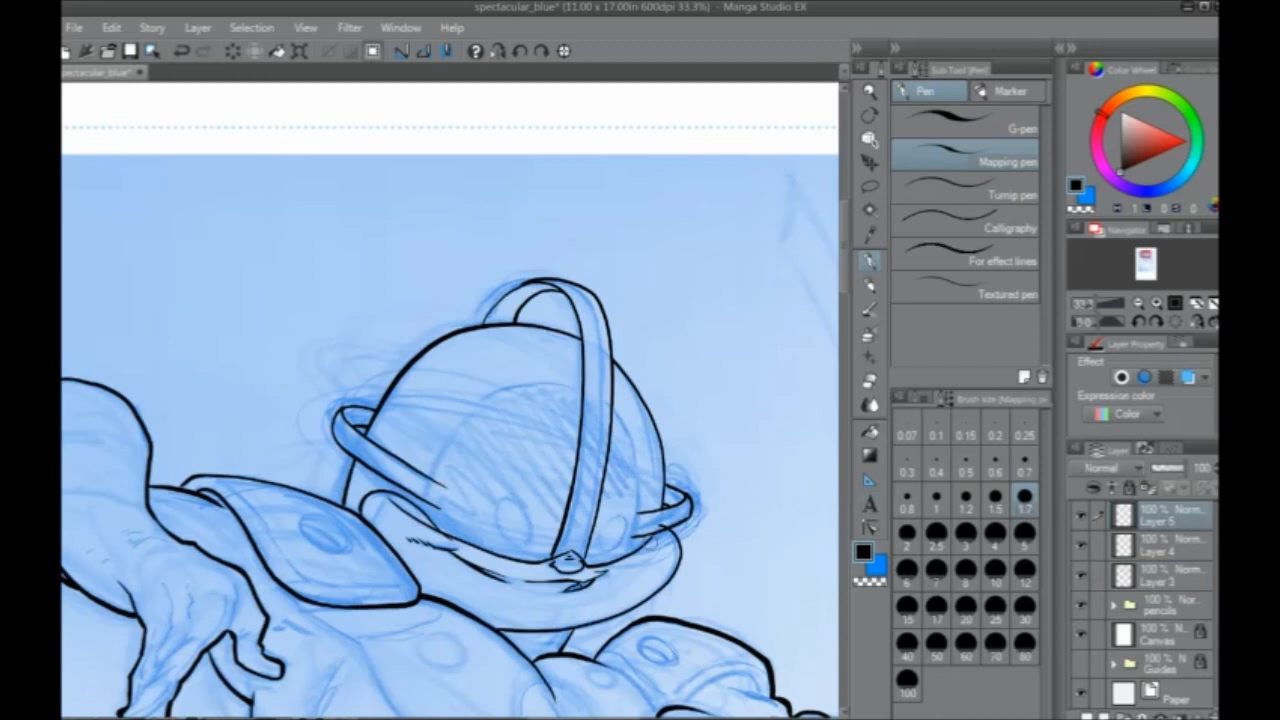 spectacular_blue* (11.00 x 17.00in 600dpi 33.3%) - Manga Studio EX
File Edit Story Layer Selection View Filter Window Help
spectacular_blue*
Sub Tool [Pen]
Pen Marker
G-pen
Mapping pen
Turnip pen
Calligraphy
For effect lines
Textured pen
Brush size [Mapping
0.07 0.1 0.15 0.2 0.25
0.3 0.4 0.5 0.6 0.7
0.8 1 1.2 1.5 1.7
2 2.5 3 4 5
6 7 8 10 12
15 17 20 25 30
40 50 60 70 80
100
Color Wheel
1 0 0
Navigator
33.3
Layer Property
Effect
Expression color
Color
Layer
Normal 100
100 % Norm...
Layer 5
100 % Norm...
Layer 4
100 % Norm...
Layer 3
100 % Nor...
pencils
100 % N...
Canvas
100 % N
Guides
Paper